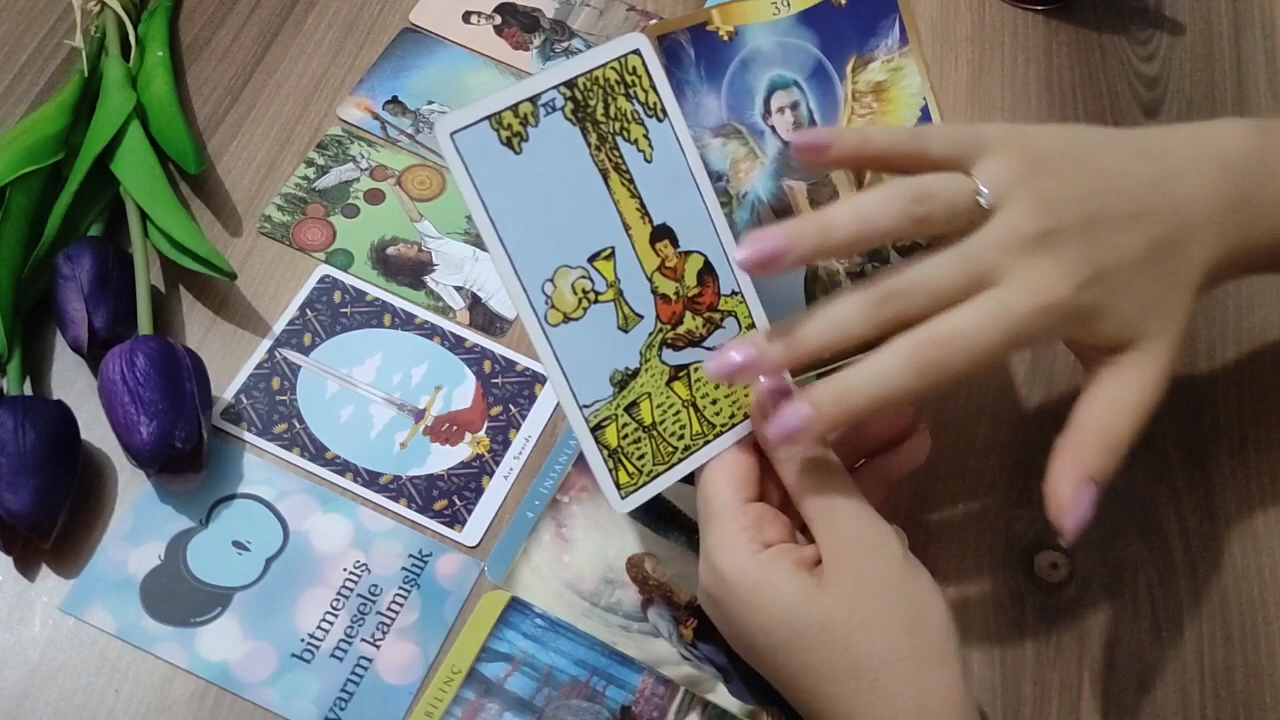 39
IV
Ace Swords
4 • İNSANLA
bitmemiş
mesele
yarım kalmışlık
BİLİNÇ